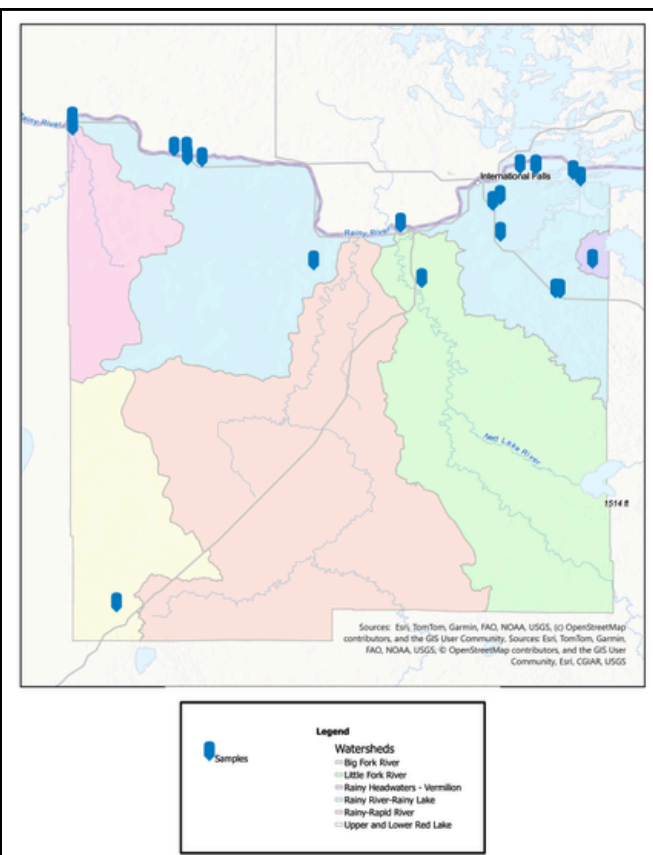 Rainy River
International Falls
Rainy River
Nett Lake River
1514 ft
Sources: Esri, TomTom, Garmin, FAO, NOAA, USGS, (c) OpenStreetMap
contributors, and the GIS User Community, Sources: Esri, TomTom, Garmin,
FAO, NOAA, USGS, © OpenStreetMap contributors, and the GIS User
Community, Esri, CGIAR, USGS
Legend
Samples
Watersheds
Big Fork River
Little Fork River
Rainy Headwaters - Vermilion
Rainy River-Rainy Lake
Rainy-Rapid River
Upper and Lower Red Lake